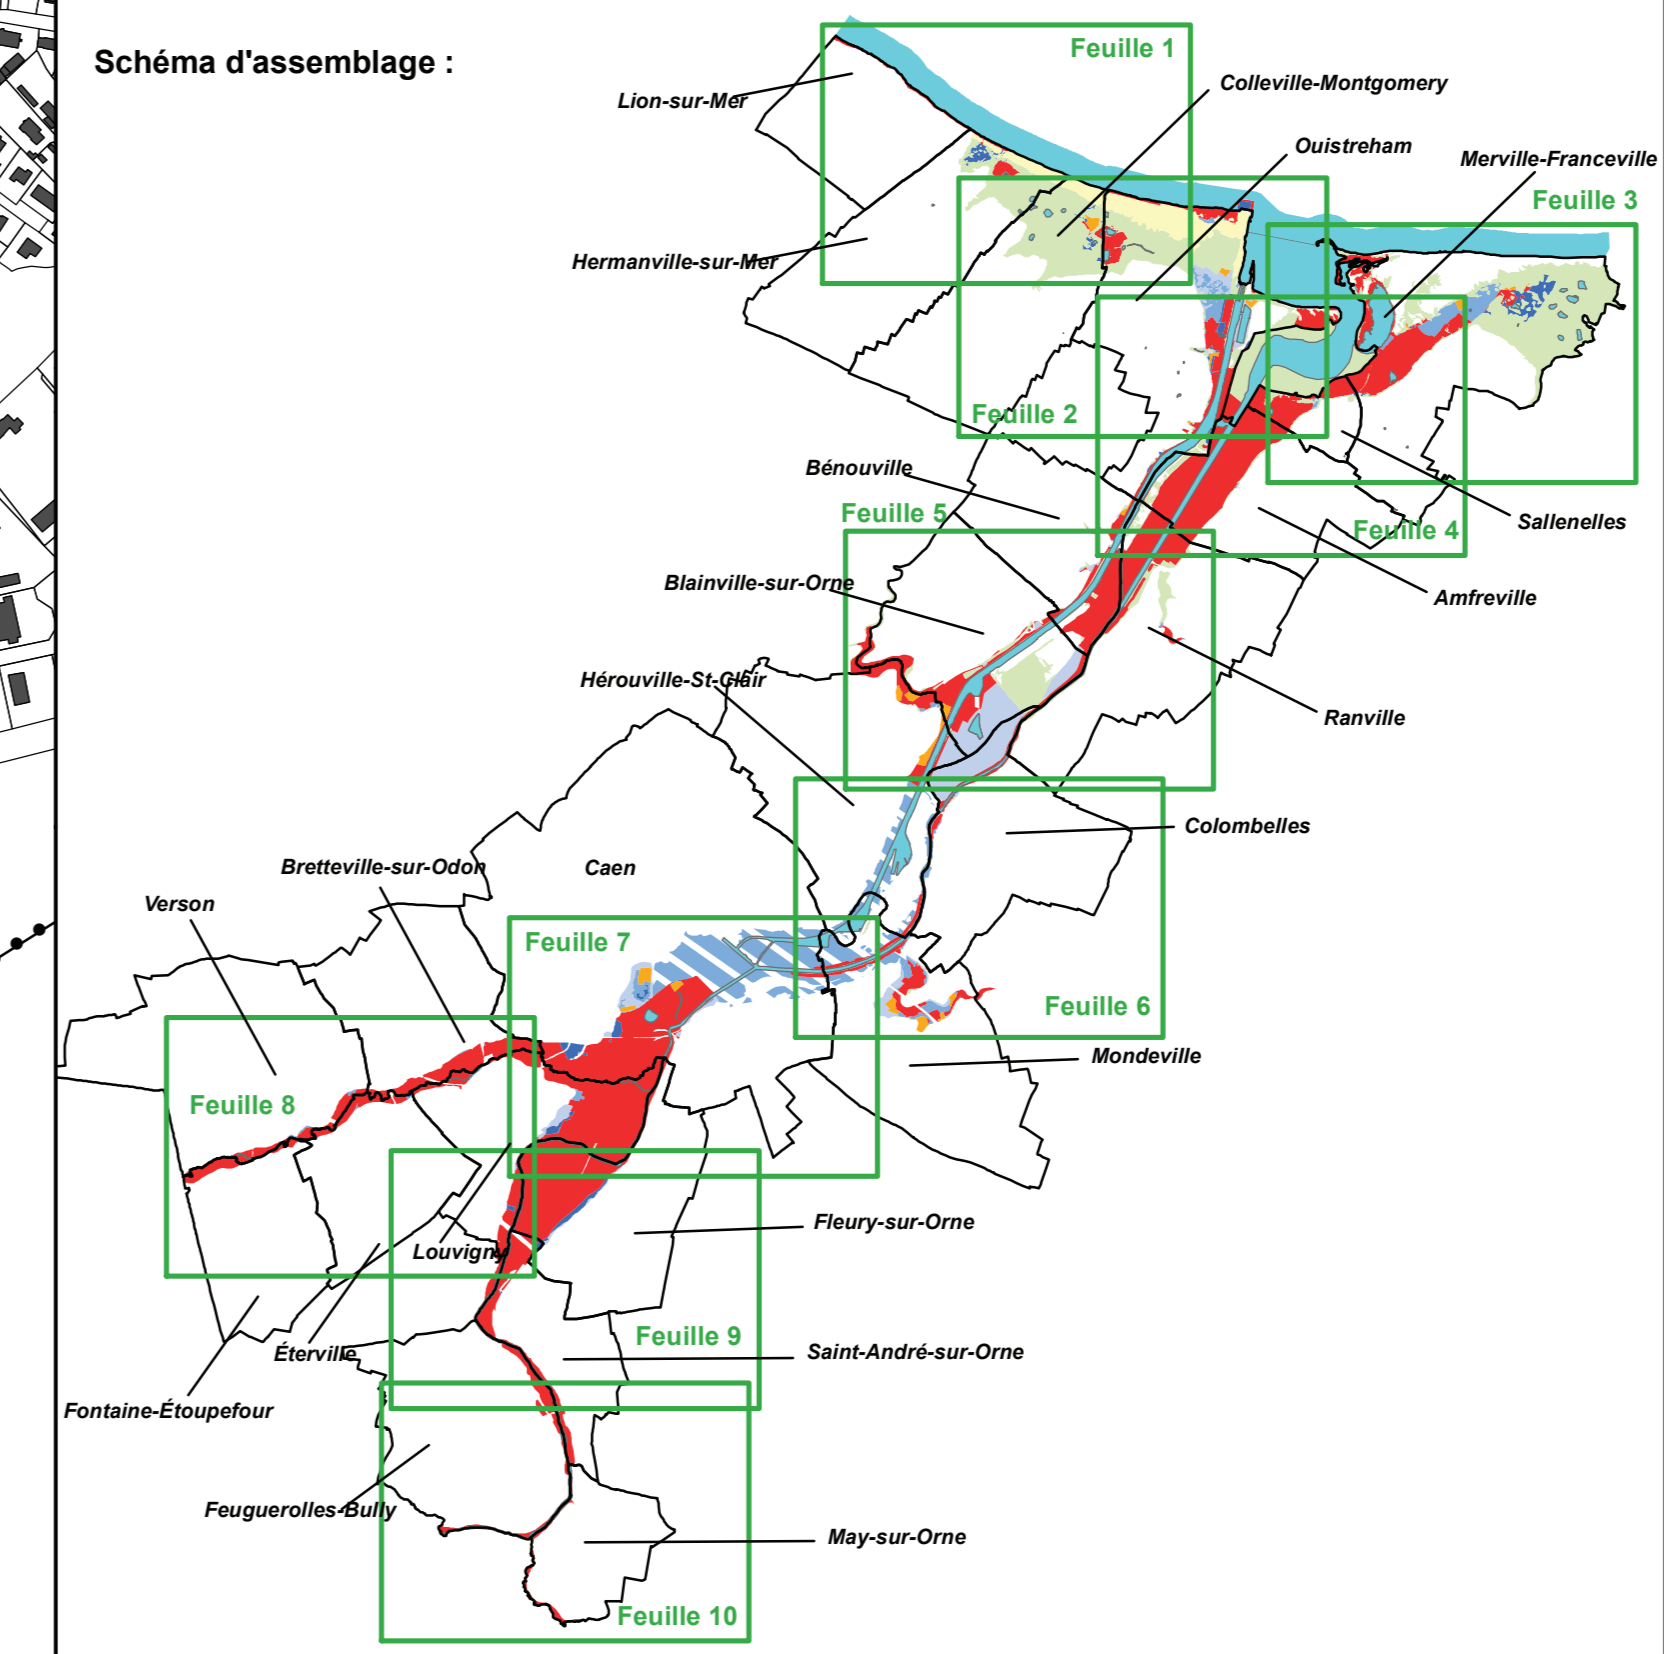 Schéma d'assemblage :
Feuille 1
Colleville-Montgomery
Lion-sur-Mer
Ouistreham
Merville-Franceville
Feuille 3
Hermanville-sur-Mer
Feuille 2
Bénouville
Feuille 5
Sallenelles
Feuille 4
Blainville-sur-Orne
Amfreville
Hérouville-St-Clair
Ranville
Colombelles
Bretteville-sur-Odon
Caen
Verson
Feuille 7
Feuille 6
Mondeville
Feuille 8
Fleury-sur-Orne
Louvigny
Feuille 9
Éterville
Saint-André-sur-Orne
Fontaine-Étoupefour
Feuguerolles-Bully
May-sur-Orne
Feuille 10